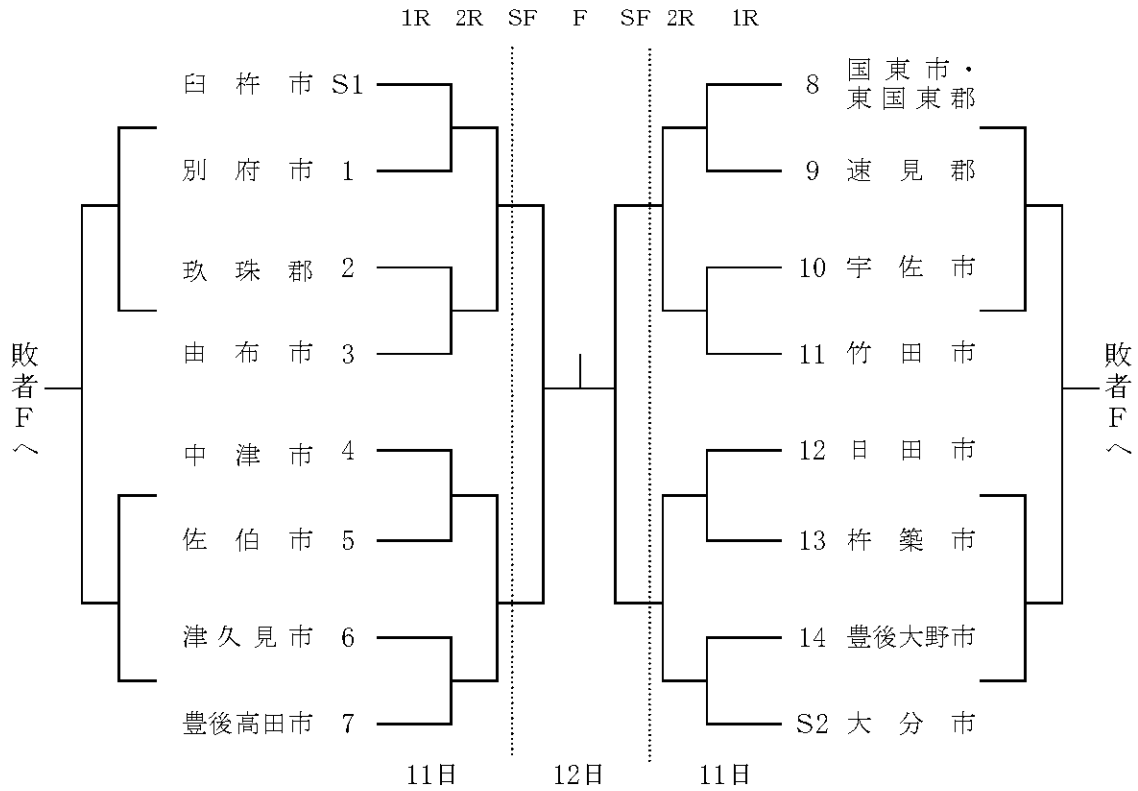 1R 2R SF F SF 2R 1R
臼杵市 S1
別府市 1
玖珠郡 2
由布市 3
中津市 4
佐伯市 5
津久見市 6
豊後高田市 7
敗者Fへ
8 国東市・
東国東郡
9 速見郡
10 宇佐市
11 竹田市
12 日田市
13 杵築市
14 豊後大野市
S2 大分市
敗者Fへ
11日 12日 11日